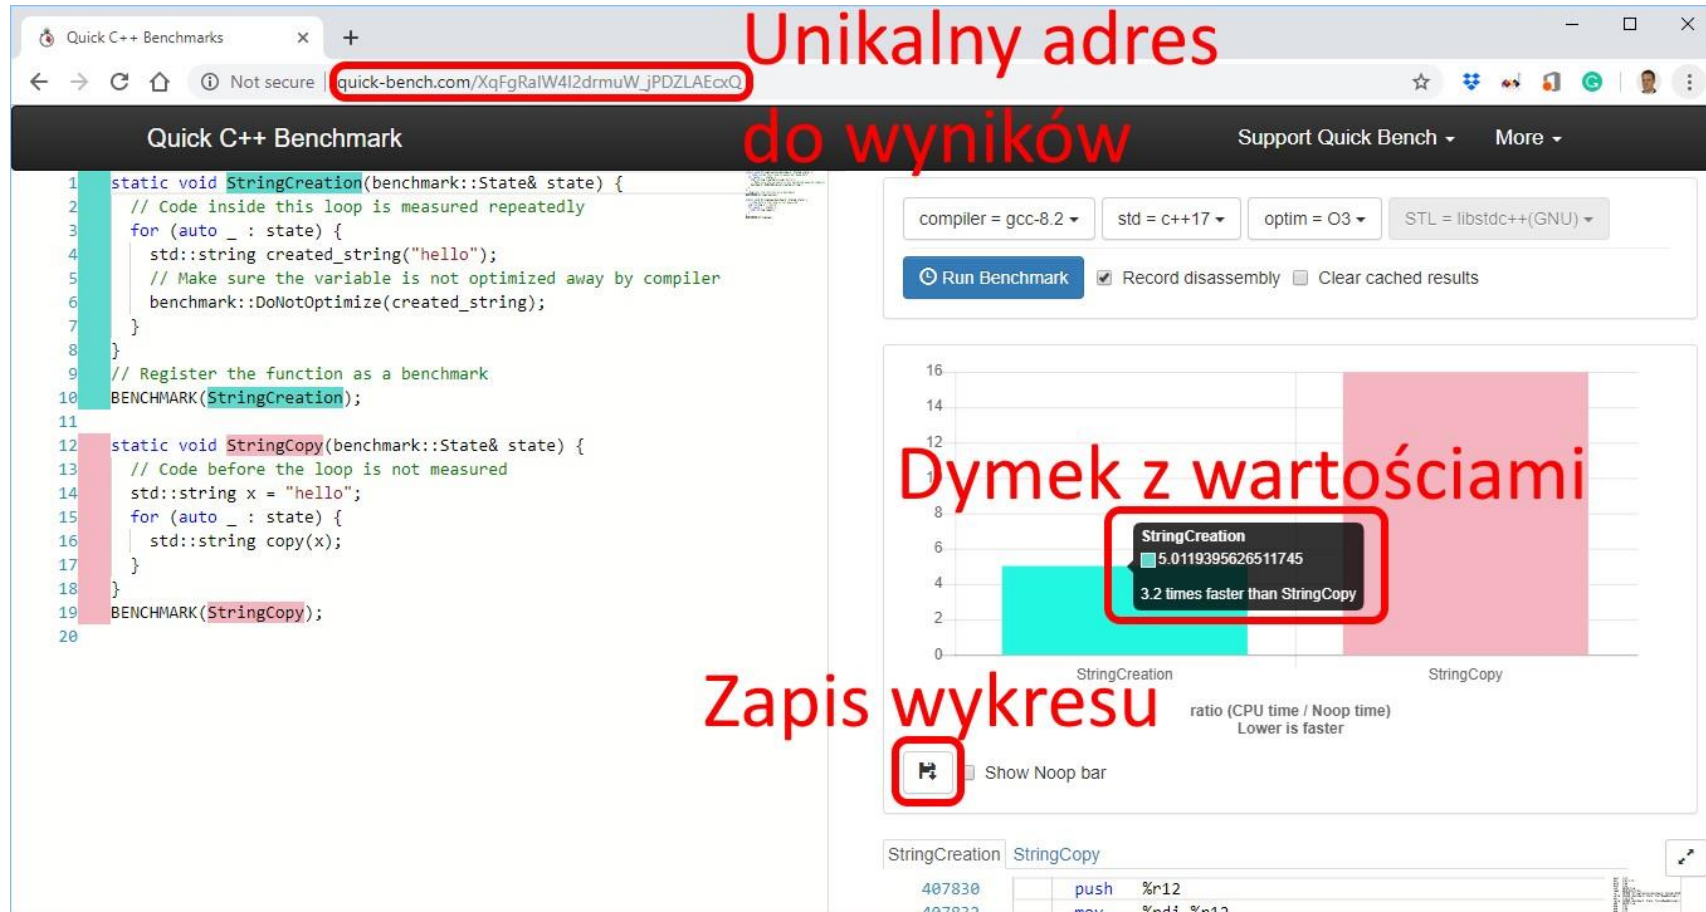 Quick C++ Benchmarks
Unikalny adres
Not secure
quick-bench.com/XqFgRaIW4I2drmuW_jPDZLAEcxQ
do wyników
Quick C++ Benchmark
Support Quick Bench
More
1 static void StringCreation(benchmark::State& state) {
2 // Code inside this loop is measured repeatedly
3 for (auto _ : state) {
4 std::string created_string("hello");
5 // Make sure the variable is not optimized away by compiler
6 benchmark::DoNotOptimize(created_string);
7 }
8 }
9 // Register the function as a benchmark
10 BENCHMARK(StringCreation);
11
12 static void StringCopy(benchmark::State& state) {
13 // Code before the loop is not measured
14 std::string x = "hello";
15 for (auto _ : state) {
16 std::string copy(x);
17 }
18 }
19 BENCHMARK(StringCopy);
20
compiler = gcc-8.2
std = c++17
optim = O3
STL = libstdc++(GNU)
Run Benchmark
Record disassembly
Clear cached results
16
14
12
Dymek z wartościami
8
6
4
2
0
StringCreation
5.0119395626511745
3.2 times faster than StringCopy
StringCreation
StringCopy
Zapis wykresu
ratio (CPU time / Noop time)
Lower is faster
Show Noop bar
StringCreation
StringCopy
407830 push %r12
407832 mov %rdi,%r12